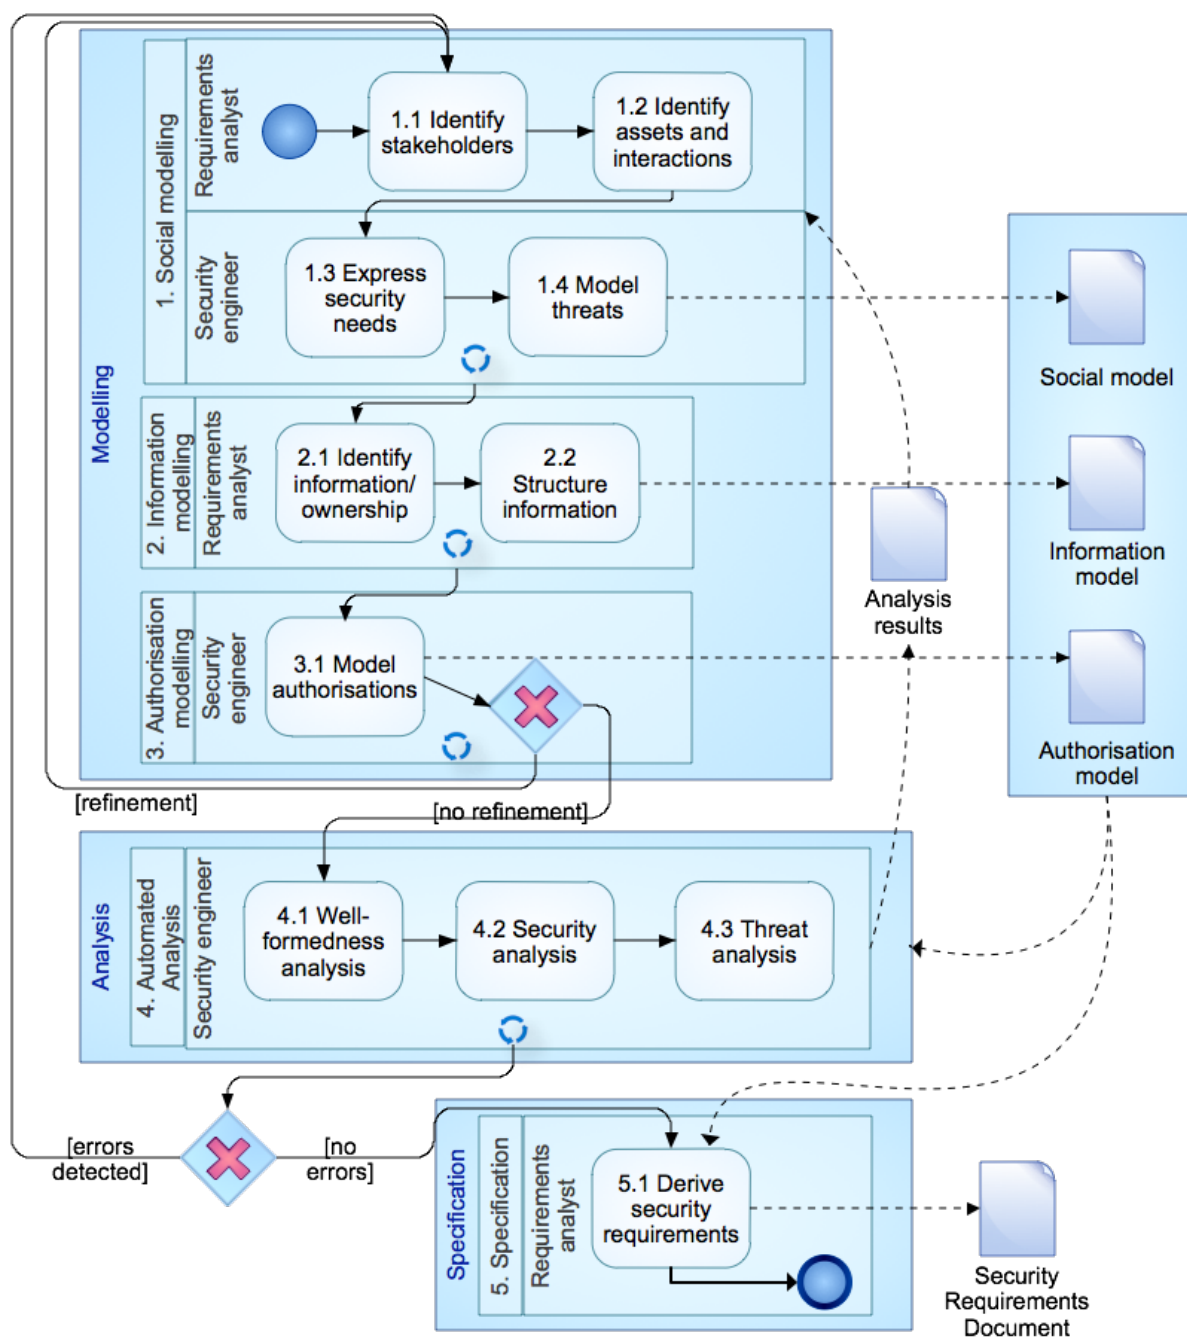 Modelling
1. Social modelling
Requirements
analyst
1.1 Identify
stakeholders
1.2 Identify
assets and
interactions
Security
engineer
1.3 Express
security
needs
1.4 Model
threats
Social model
2. Information
modelling
Requirements
analyst
2.1 Identify
information/
ownership
2.2
Structure
information
Information
model
Analysis
results
3. Authorisation
modelling
Security
engineer
3.1 Model
authorisations
Authorisation
model
[refinement]
[no refinement]
Analysis
4. Automated
Analysis
Security engineer
4.1 Well-
formedness
analysis
4.2 Security
analysis
4.3 Threat
analysis
[errors
detected]
[no
errors]
Specification
5. Specification
Requirements
analyst
5.1 Derive
security
requirements
Security
Requirements
Document